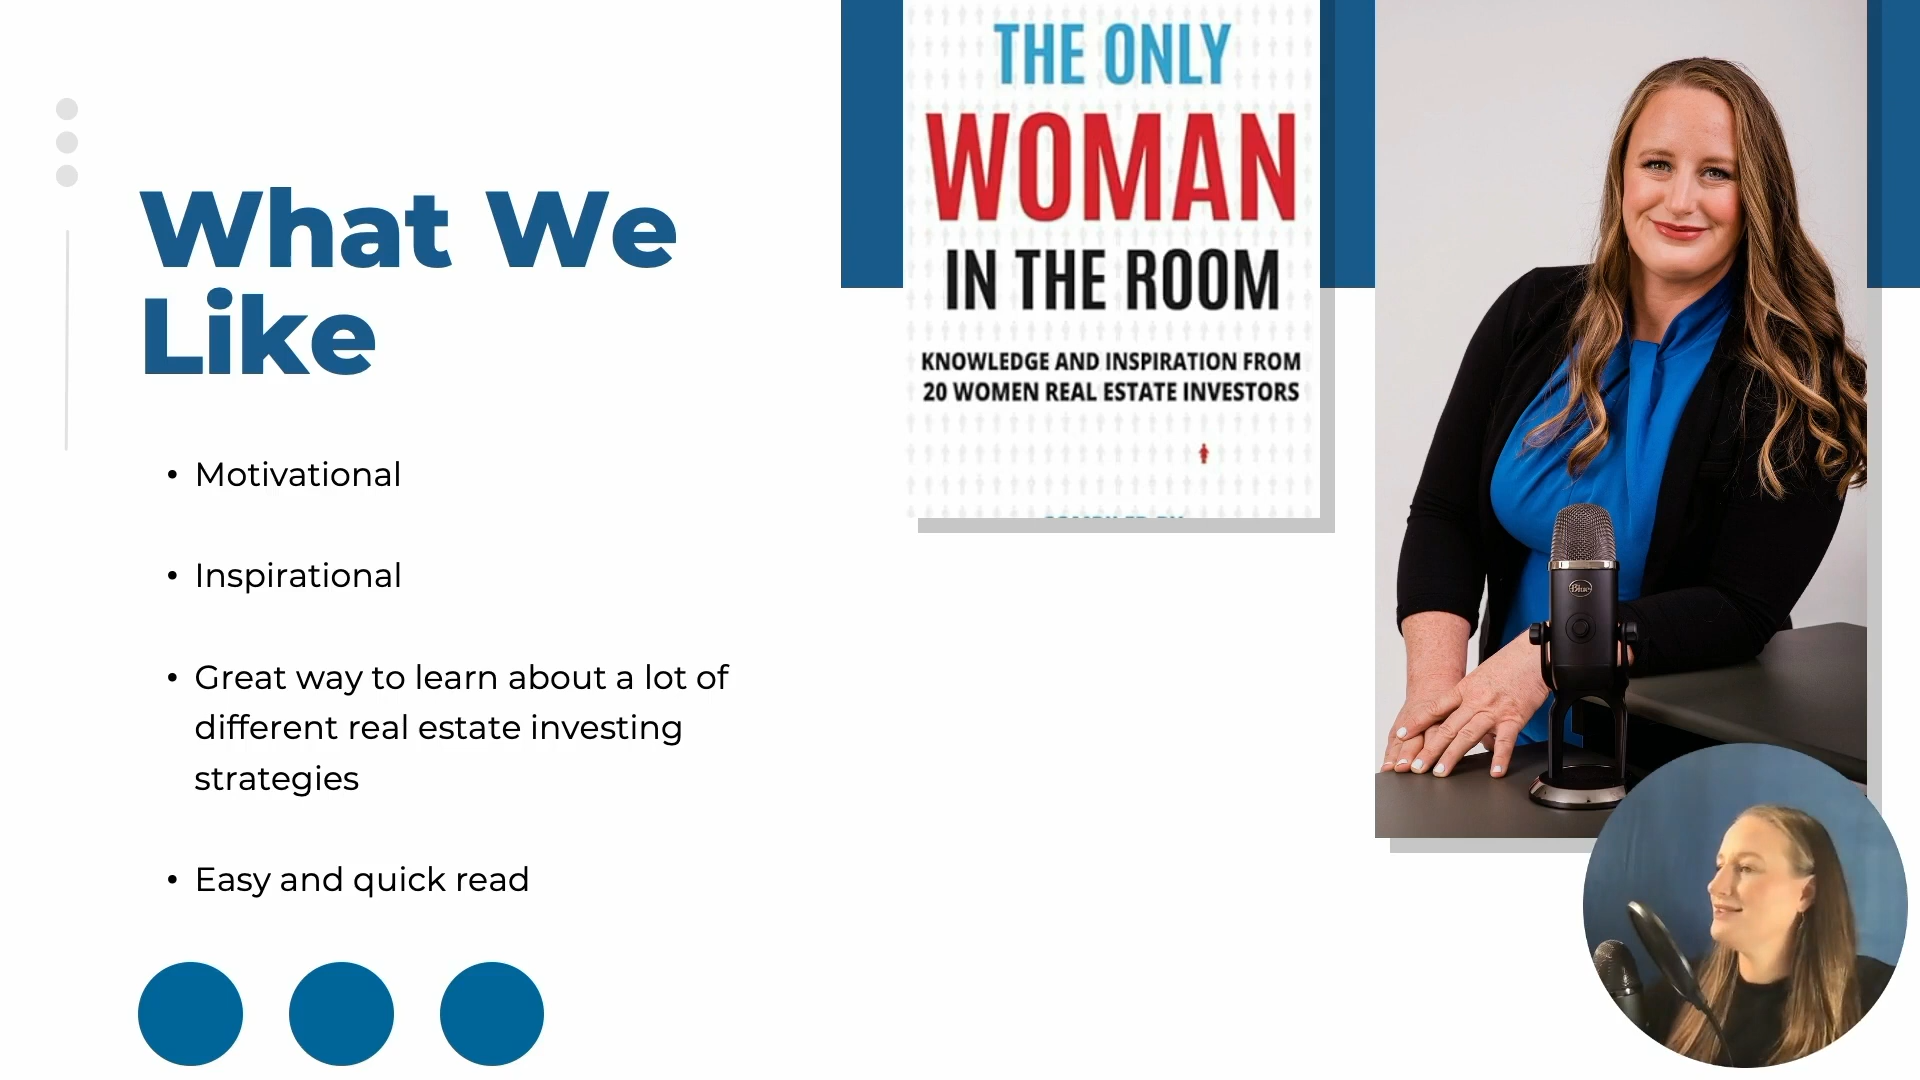 What We
Like
• Motivational
• Inspirational
• Great way to learn about a lot of
different real estate investing
strategies
• Easy and quick read
THE ONLY
WOMAN
IN THE ROOM
KNOWLEDGE AND INSPIRATION FROM
20 WOMEN REAL ESTATE INVESTORS
Blue